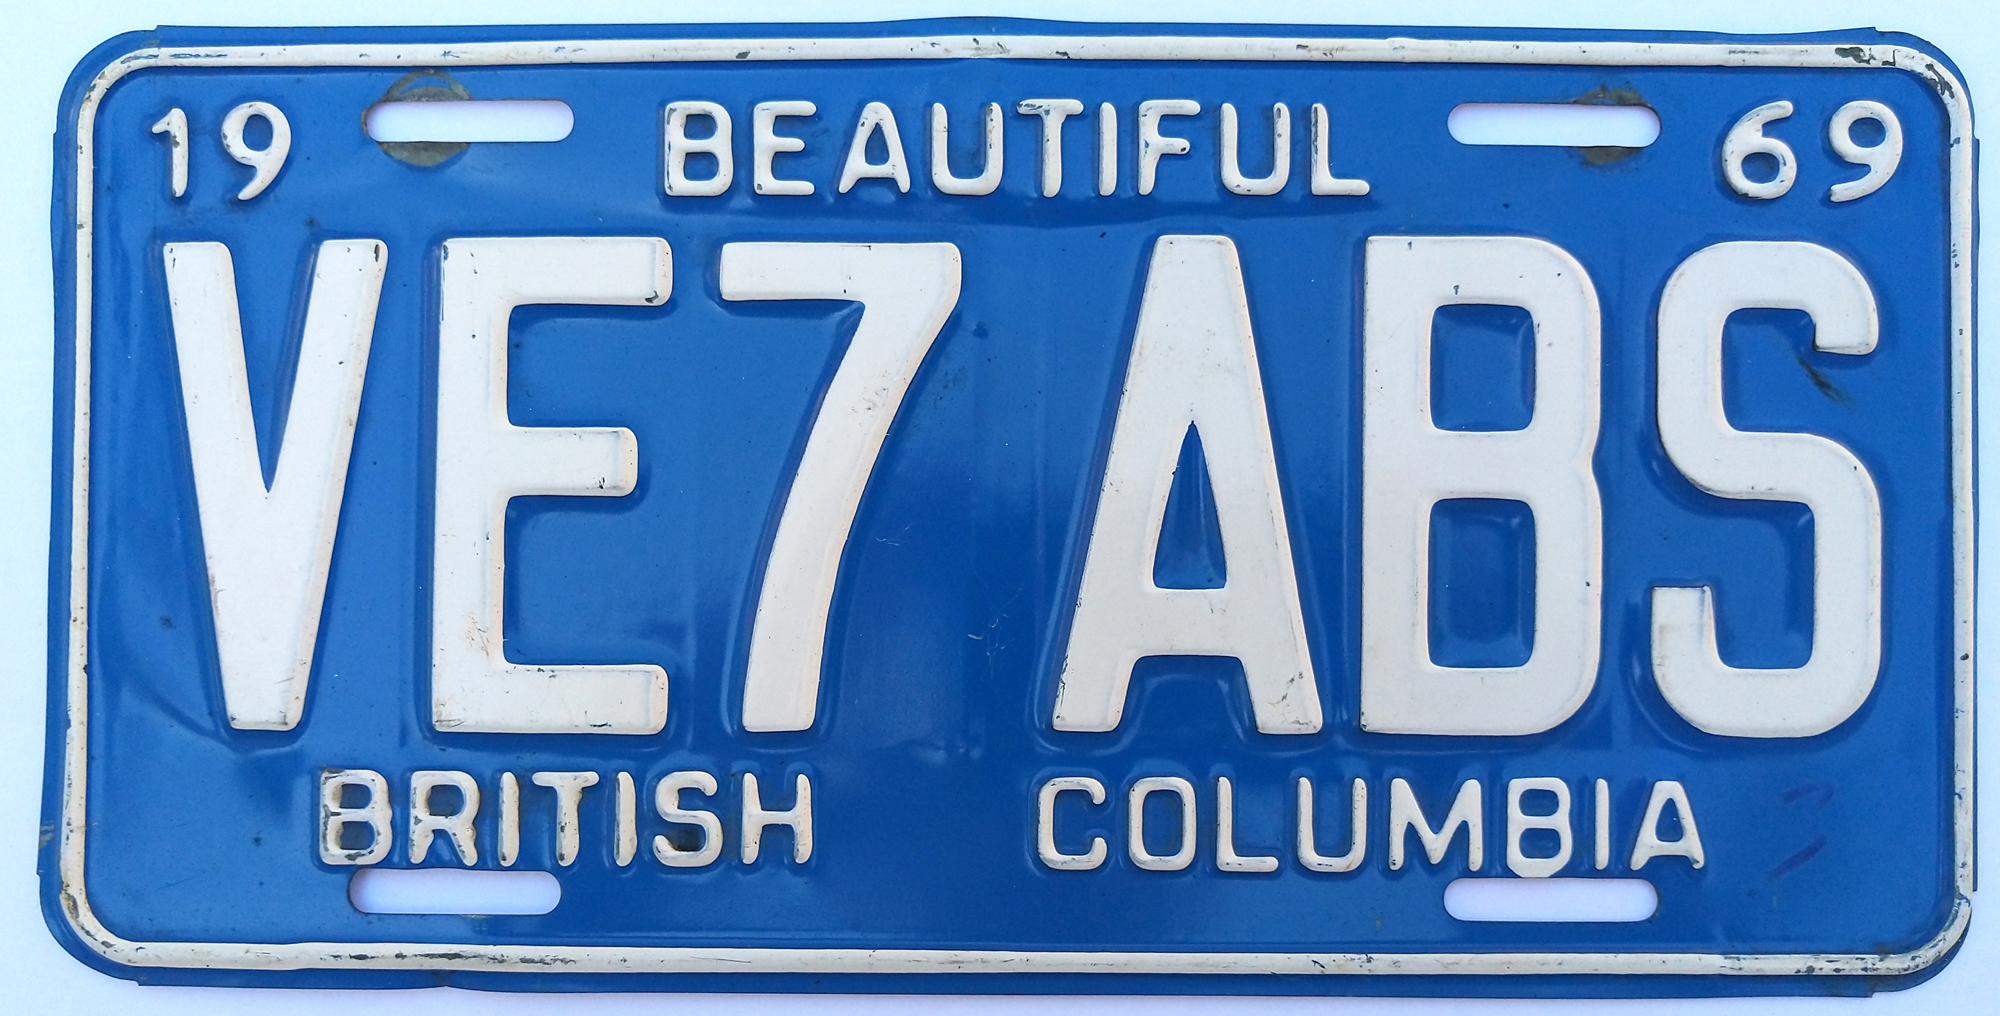 19 BEAUTIFUL 69
VE7 ABS
BRITISH COLUMBIA